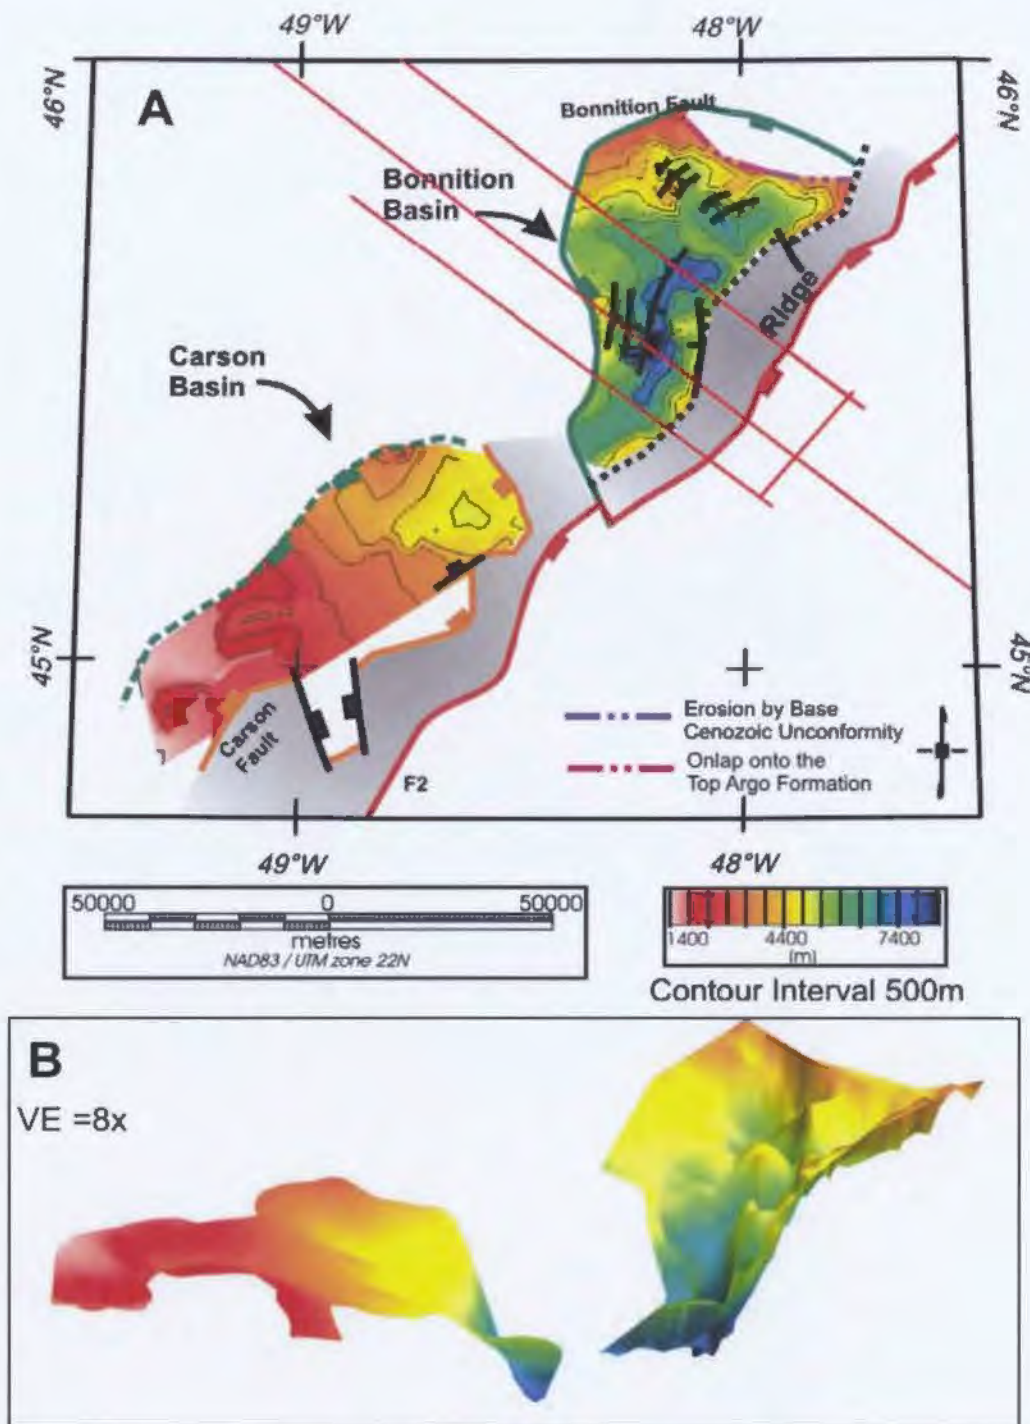 49°W
48°W
46°N
46°N
A
Bonnition Fault
Bonnition
Basin
Ridge
Carson
Basin
45°N
45°N
Carson
Fault
F2
Erosion by Base
Cenozoic Unconformity
Onlap onto the
Top Argo Formation
49°W
48°W
50000 0 50000
metres
NAD83 / UTM zone 22N
1400 4400 7400
(m)
Contour Interval 500m
B
VE =8x